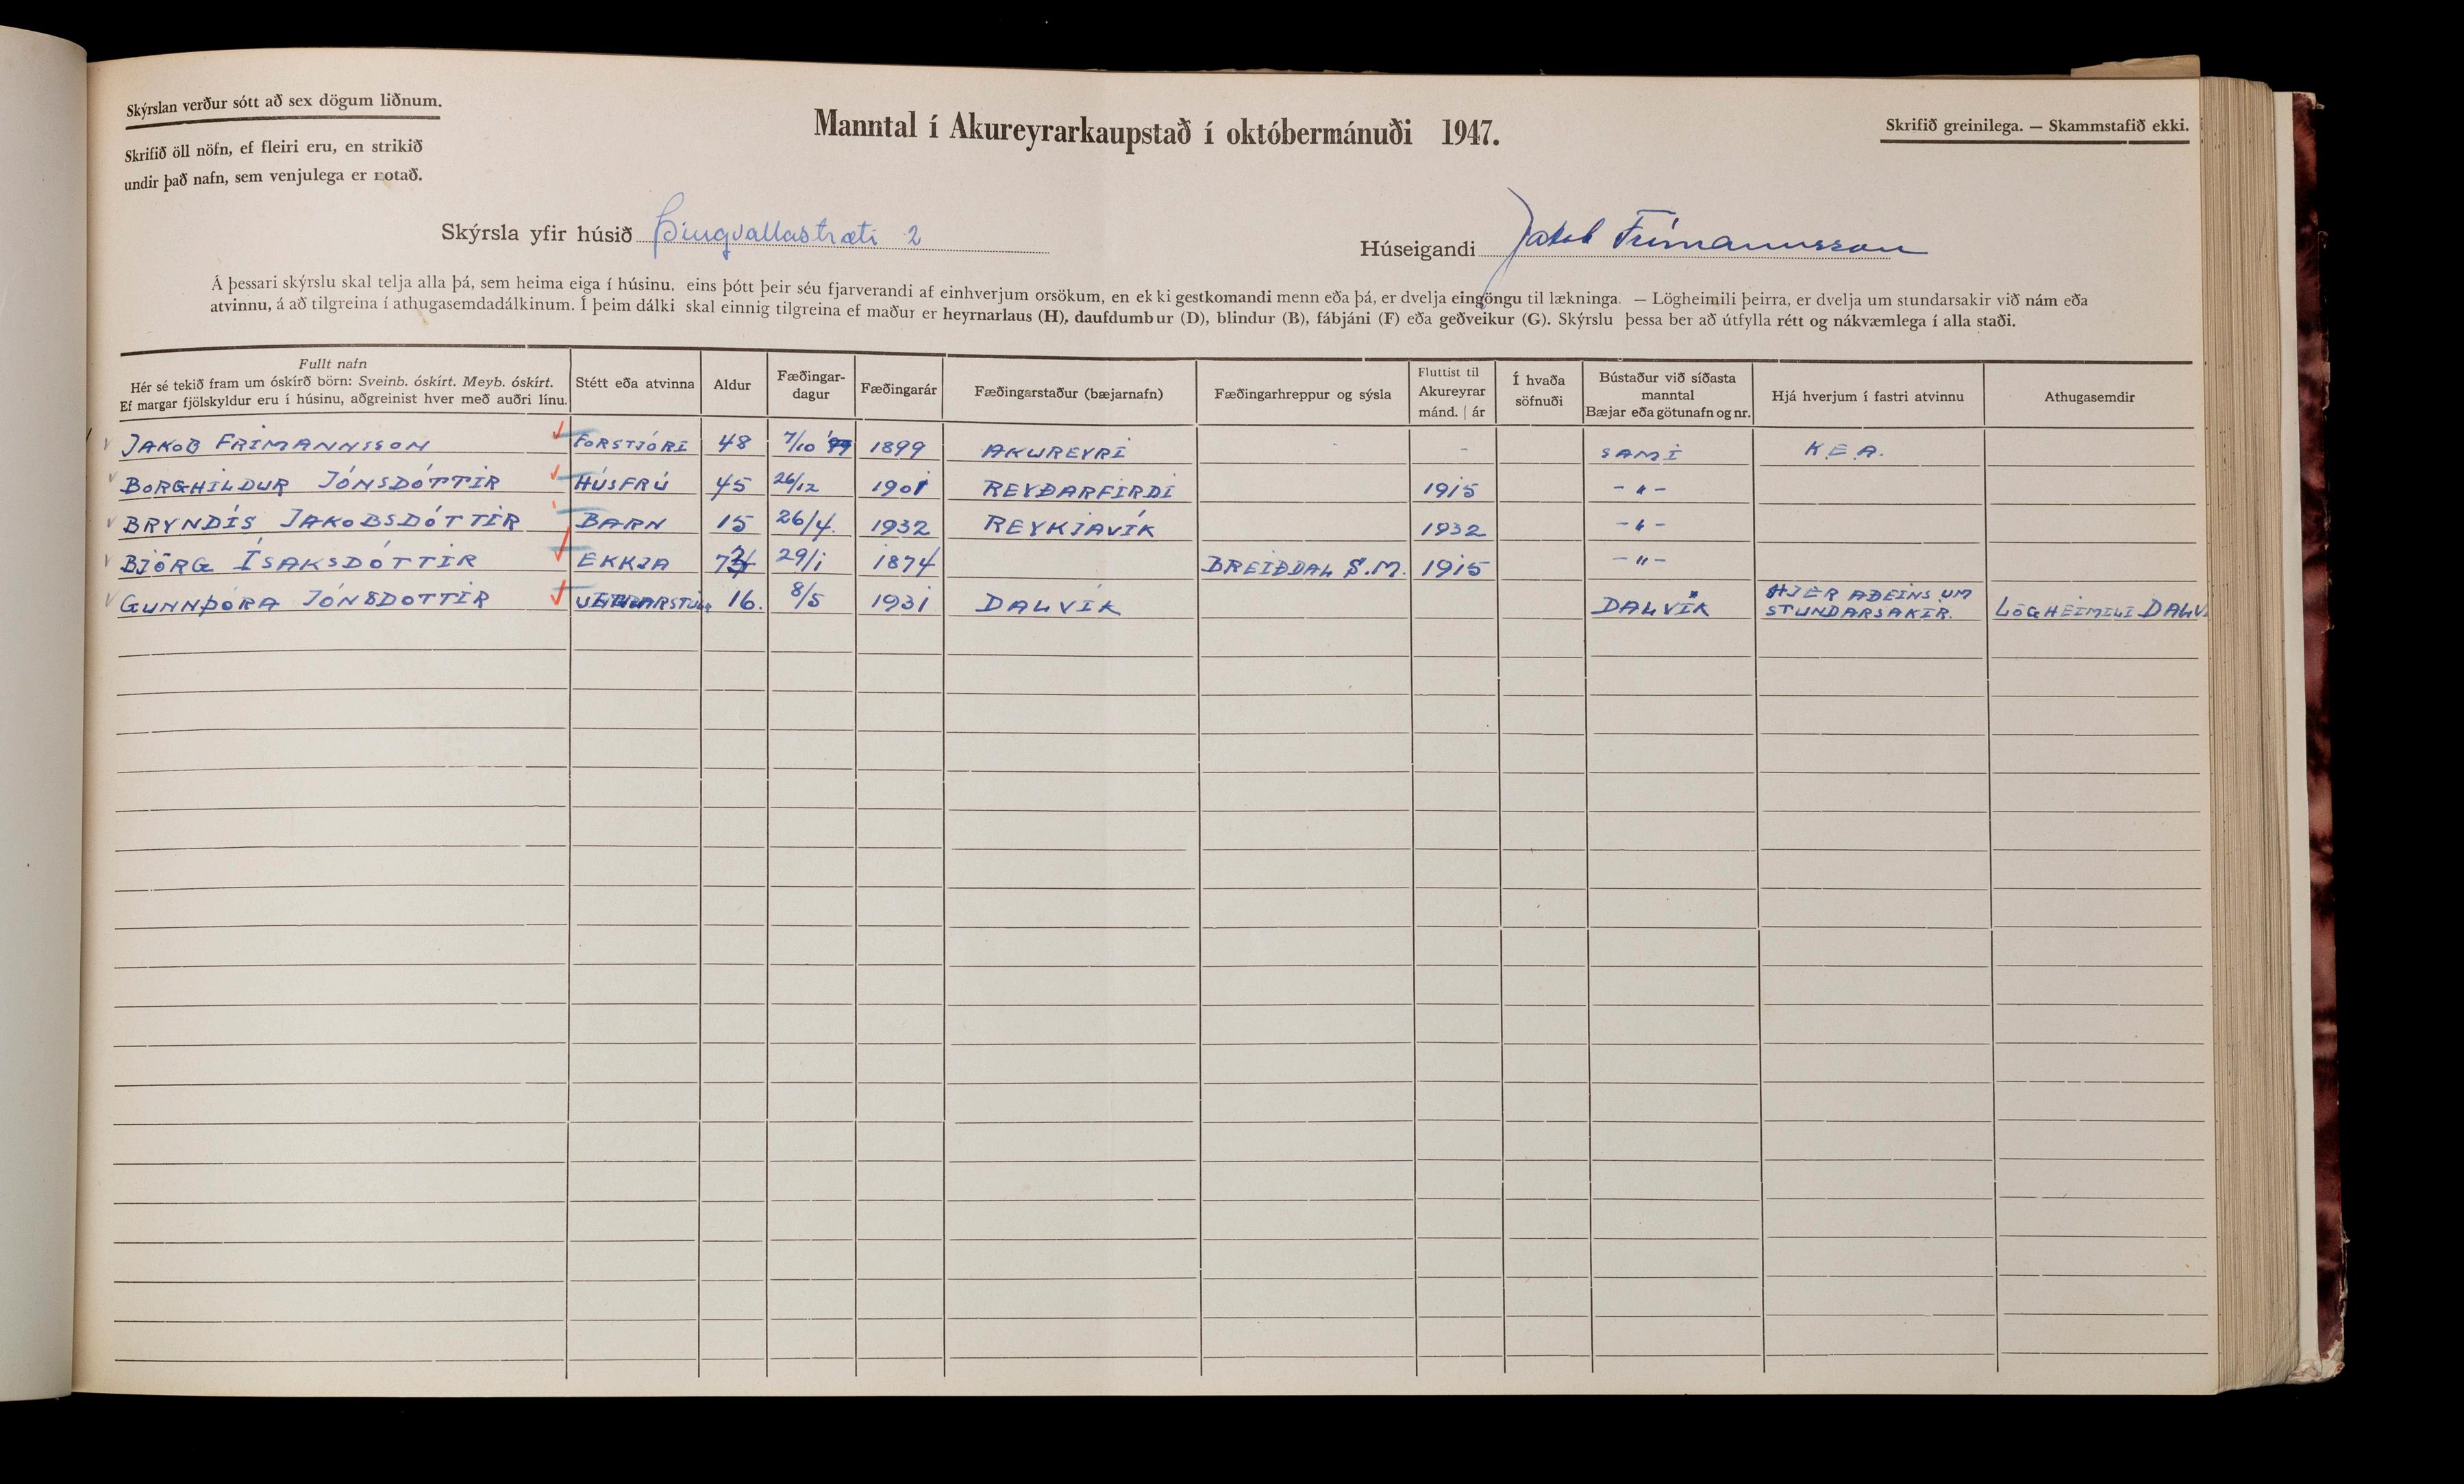 Skýrslan verður sótt að sex dögum liðnum.
Skrifið öll nöfn, ef fleiri eru, en strikið
undir það nafn, sem venjulega er notað.
Manntal í Akureyrarkaupstað í októbermánuði 1947.
Skrifið greinilega. — Skammstafið ekki.
Skýrsla yfir húsið Þingvallastræti 2
Húseigandi Jakob Frímannsson
Á þessari skýrslu skal telja alla þá, sem heima eiga í húsinu, eins þótt þeir séu fjarverandi af einhverjum orsökum, en ekki gestkomandi menn eða þá, er dvelja eingöngu til lækninga. — Lögheimili þeirra, er dvelja um stundarsakir við nám eða
atvinnu, á að tilgreina í athugasemdadálkinum. Í þeim dálki skal einnig tilgreina ef maður er heyrnarlaus (H), daufdumbur (D), blindur (B), fábjáni (F) eða geðveikur (G). Skýrslu þessa ber að útfylla rétt og nákvæmlega í alla staði.
Fullt nafn
Hér sé tekið fram um óskírð börn: Sveinb. óskírt. Meyb. óskírt.
Ef margar fjölskyldur eru í húsinu, aðgreinist hver með auðri línu.
Stétt eða atvinna
Aldur
Fæðingar-
dagur
Fæðingarár
Fæðingarstaður (bæjarnafn)
Fæðingarhreppur og sýsla
Fluttist til
Akureyrar
mánd. | ár
Í hvaða
söfnuði
Bústaður við síðasta
manntal
Bæjar eða götunafn og nr.
Hjá hverjum í fastri atvinnu
Athugasemdir
JAKOB FRÍMANNSSON FORSTJÓRI 48 7/10 1899 AKUREYRI - SAMI K.E.A.
BORGHILDUR JÓNSDÓTTIR HÚSFRÚ 45 26/12 1901 REYÐARFIRÐI 1915 -"-
BRYNDÍS JAKOBSDÓTTIR BARN 15 26/4. 1932 REYKJAVÍK 1932 -"-
BJÖRG ÍSAKSDÓTTIR EKKJA 29/1 1874 BREIÐDAL S.M. 1915 -"-
GUNNÞÓRA JÓNSDOTTIR 16. 8/5 1931 DALVÍK DALVÍK HJER AÐEINS UM STUNDARSAKIR. LÖGHEIMILI DALV